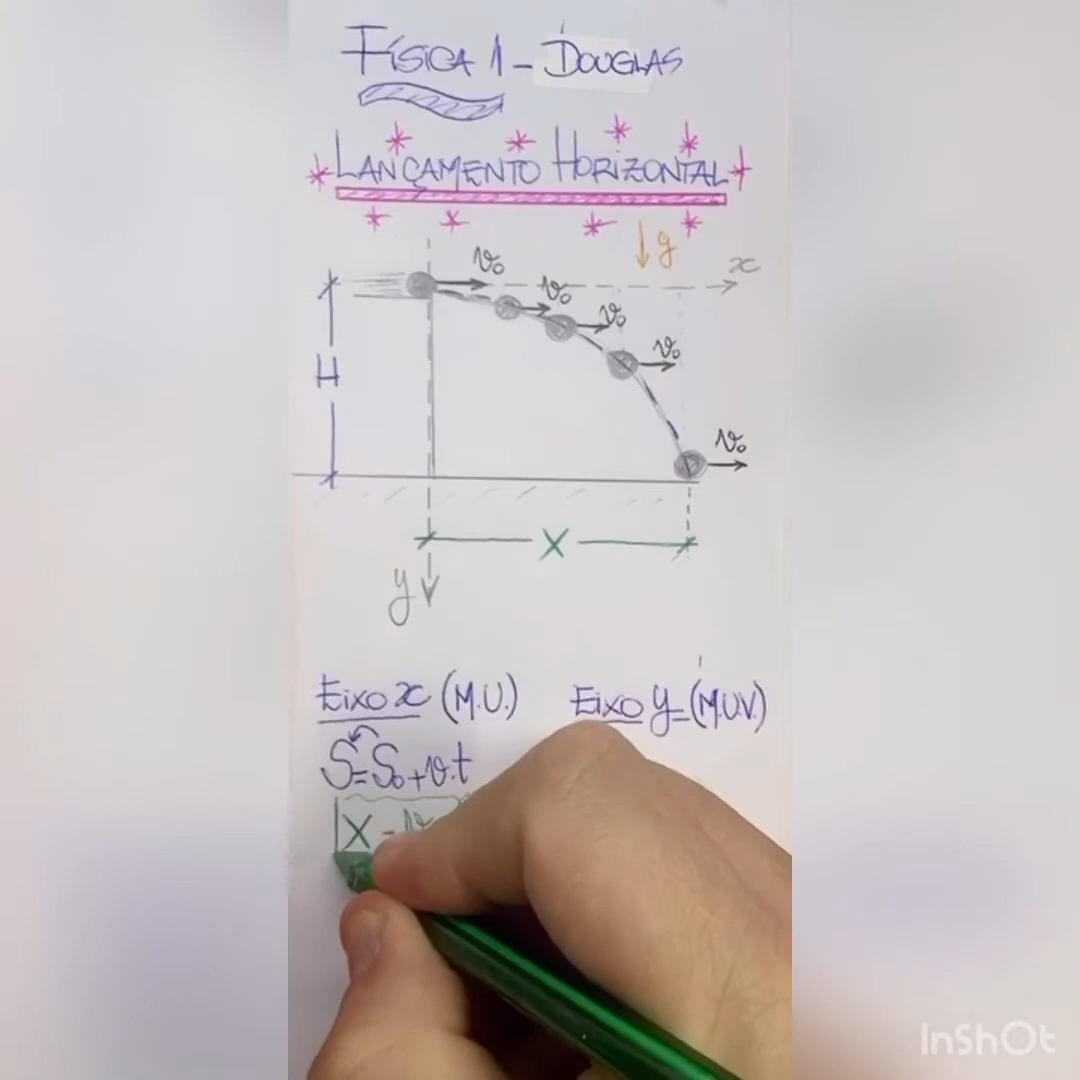 FÍSICA 1 - DOUGLAS
LANÇAMENTO HORIZONTAL
g
x
v₀
v₀
v₀
v₀
H
v₀
X
y
EIXO x (M.U.)
EIXO y = (M.U.V.)
S = S₀ + v.t
X =
InShOt